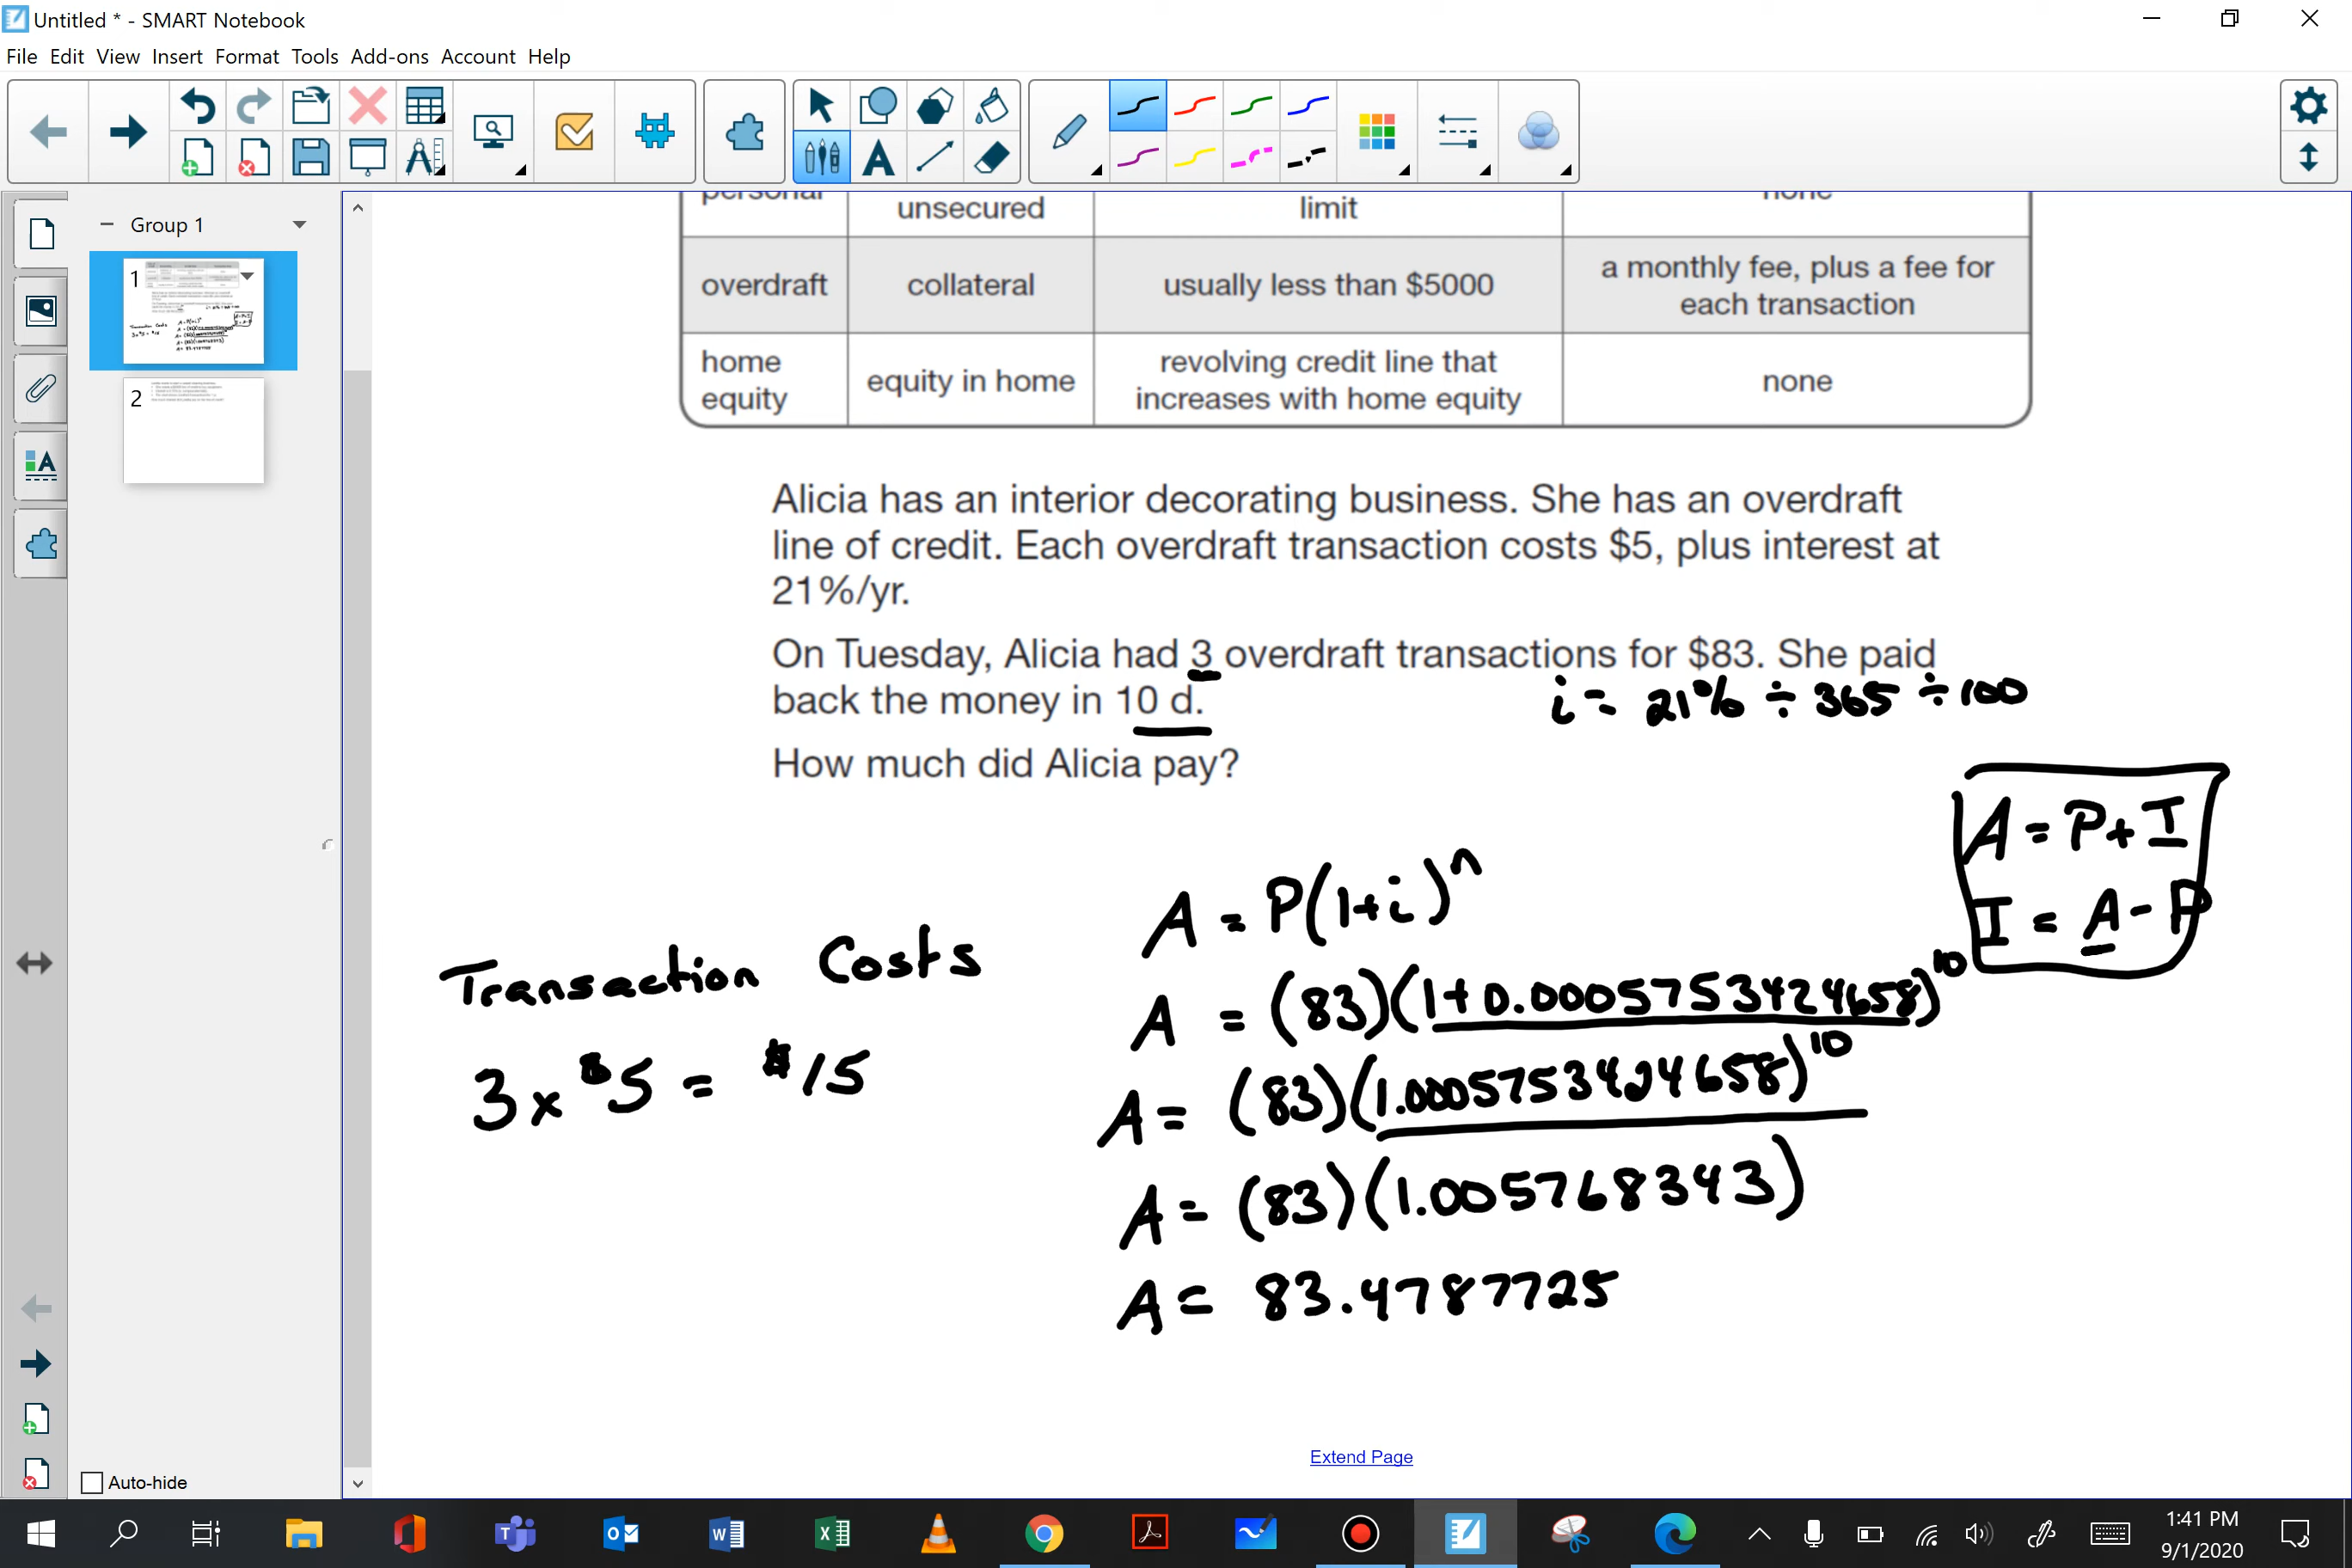 Untitled * - SMART Notebook
File Edit View Insert Format Tools Add-ons Account Help
Group 1
1
2
personal unsecured limit none
overdraft collateral usually less than $5000 a monthly fee, plus a fee for each transaction
home equity equity in home revolving credit line that increases with home equity none
Alicia has an interior decorating business. She has an overdraft
line of credit. Each overdraft transaction costs $5, plus interest at
21%/yr.
On Tuesday, Alicia had 3 overdraft transactions for $83. She paid
back the money in 10 d.
i = 21% ÷ 365 ÷ 100
How much did Alicia pay?
A = P + I
I = A - P
Transaction Costs
3 x $5 = $15
A = P(1+i)^n
A = (83)(1+0.0005753424658)^10
A = (83)(1.0005753424658)^10
A = (83)(1.005768343)
A = 83.4787725
Extend Page
Auto-hide
1:41 PM
9/1/2020